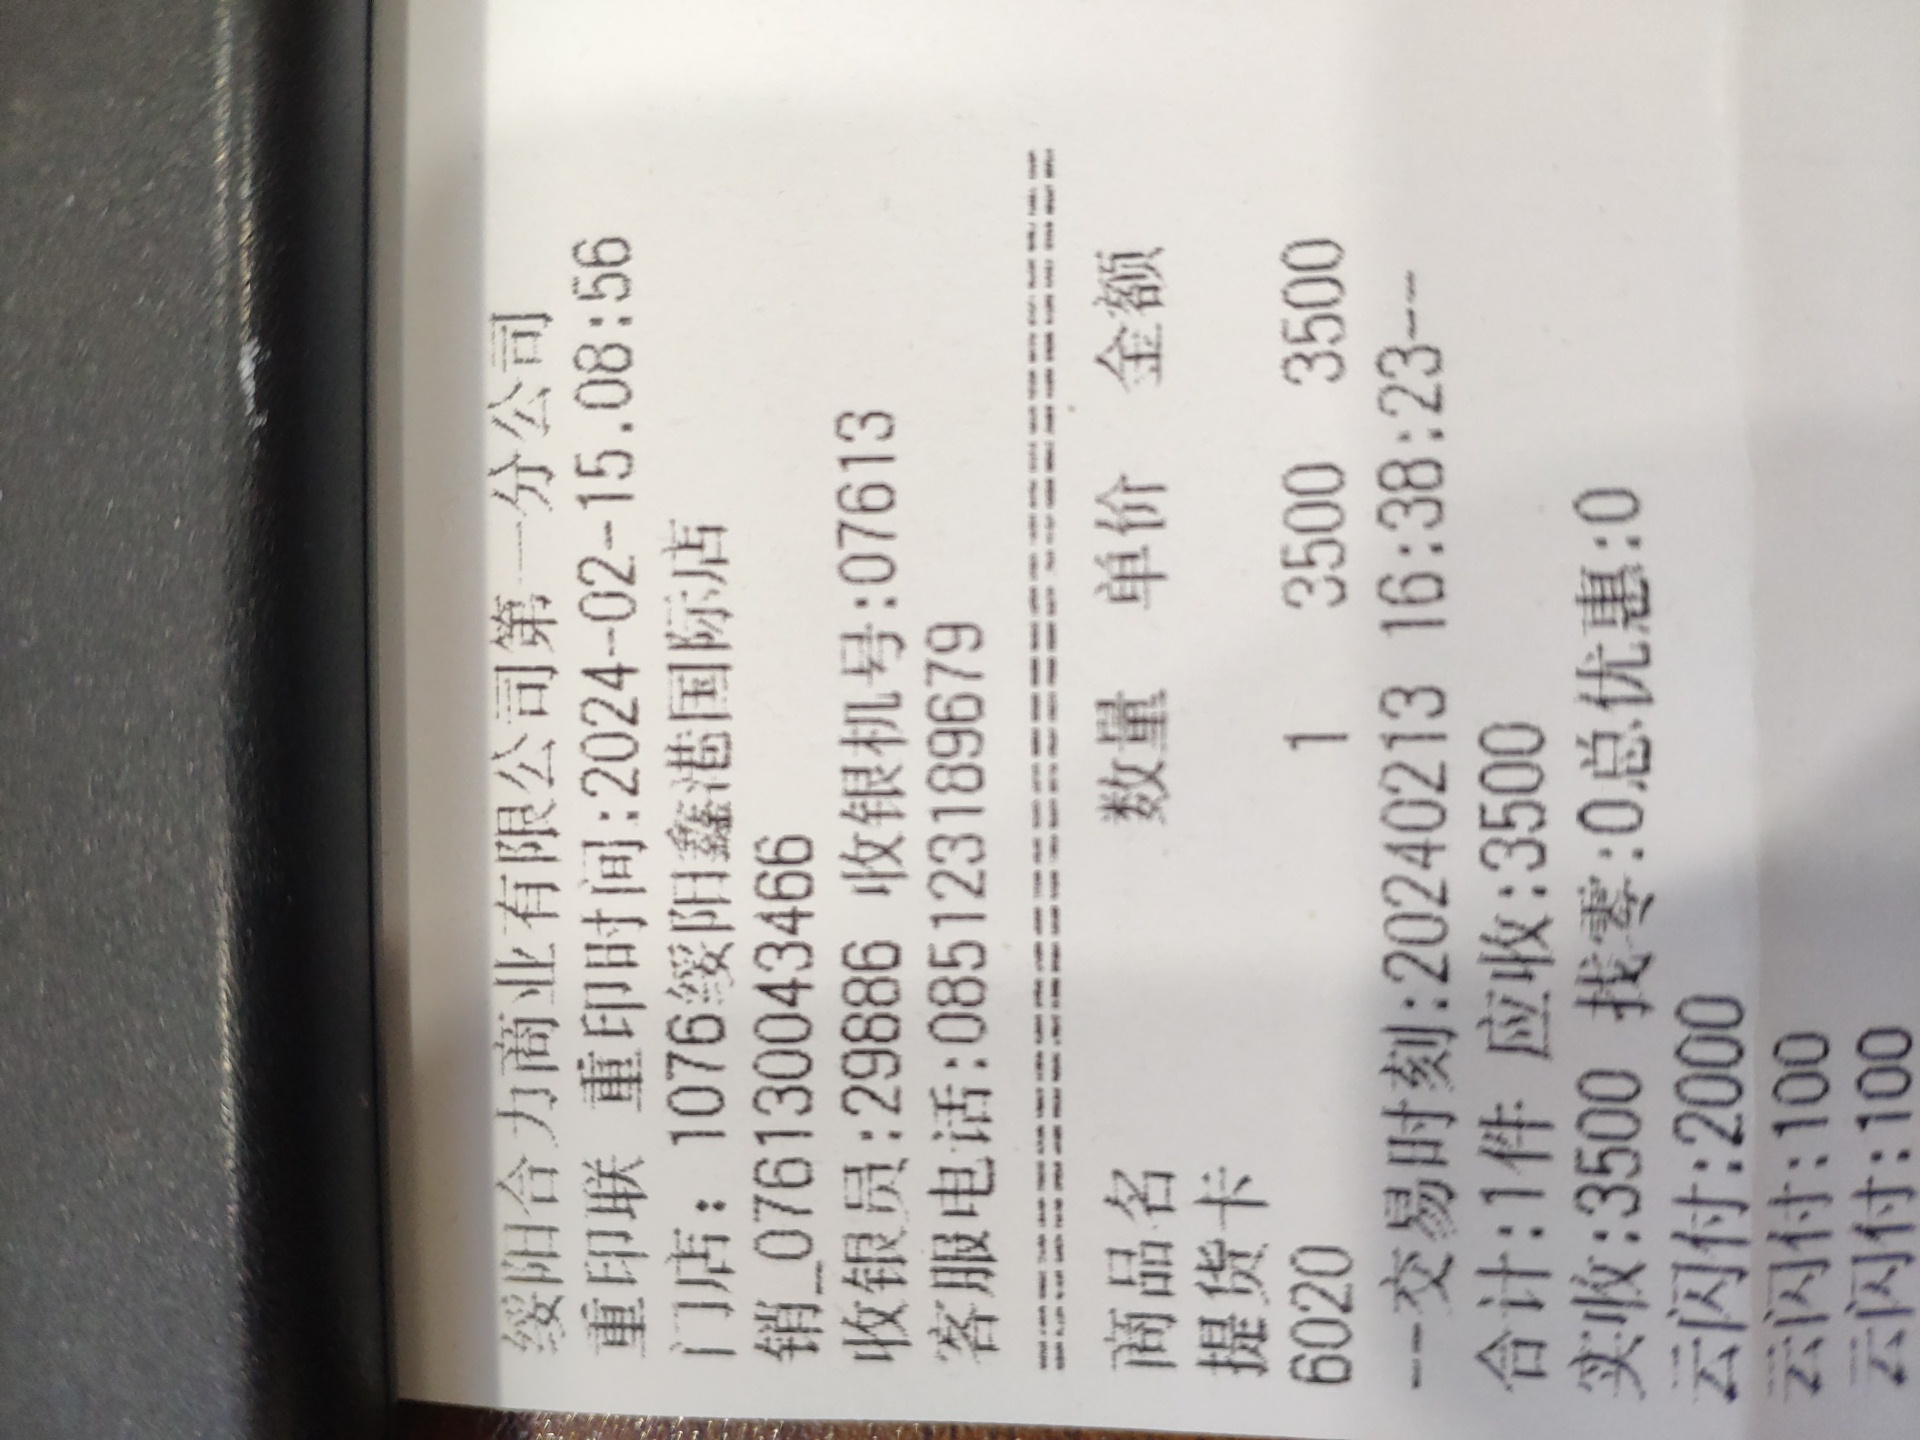 绥阳合力商业有限公司第一分公司
重印联 重印时间:2024-02-15.08:56
门店: 1076绥阳鑫港国际店
销_07613004​3466
收银员:29886 收银机号:07613
客服电话:085123189679
==================================================
商品名 数量 单价 金额
提货卡
6020 1 3500 3500
--交易时刻:20240213 16:38:23--
合计:1件 应收:3500
实收:3500 找零:0总优惠:0
云闪付:2000
云闪付:100
云闪付:100